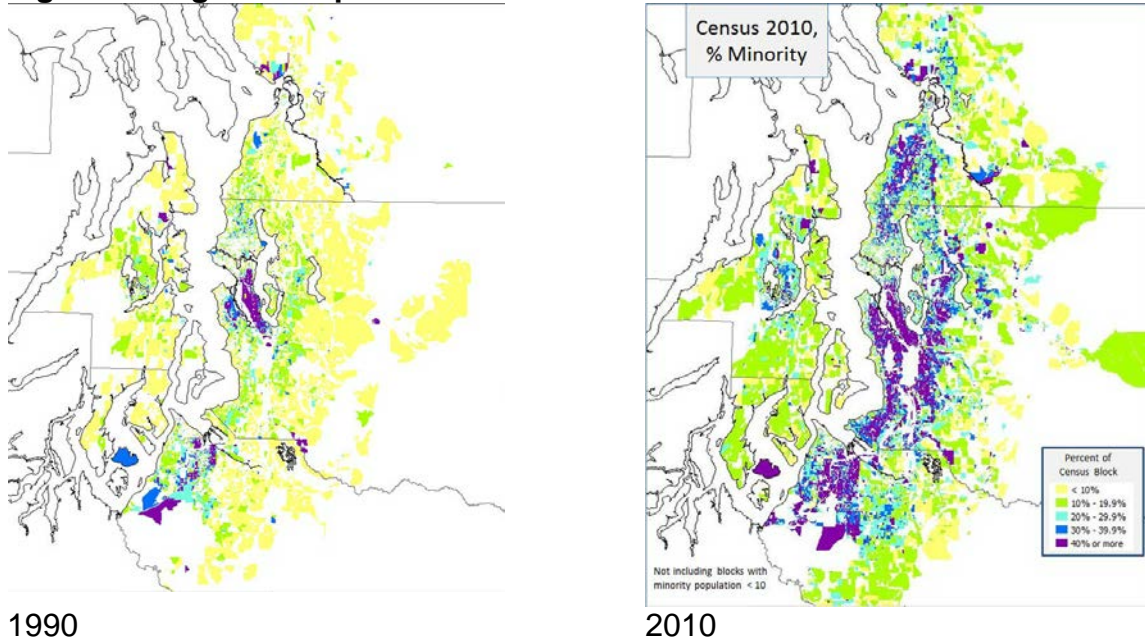 Census 2010,
% Minority
Percent of
Census Block
< 10%
10% - 19.9%
20% - 29.9%
30% - 39.9%
40% or more
Not including blocks with
minority population < 10
1990
2010